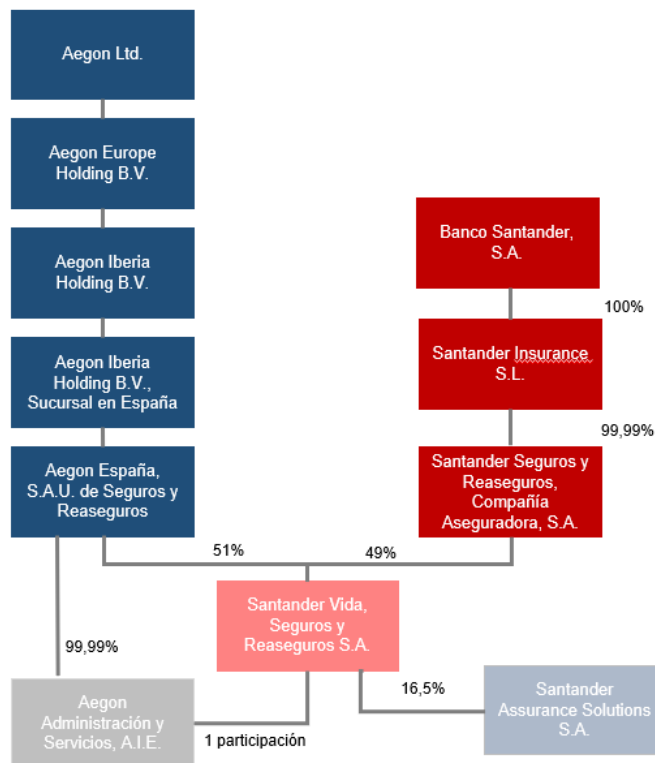 Aegon Ltd.
Aegon Europe
Holding B.V.
Aegon Iberia
Holding B.V.
Aegon Iberia
Holding B.V.,
Sucursal en España
Aegon España,
S.A.U. de Seguros y
Reaseguros
Banco Santander,
S.A.
100%
Santander Insurance
S.L.
99,99%
Santander Seguros y
Reaseguros,
Compañía
Aseguradora, S.A.
51%
49%
Santander Vida,
Seguros y
Reaseguros S.A.
99,99%
Aegon
Administración y
Servicios, A.I.E.
1 participación
16,5%
Santander
Assurance Solutions
S.A.